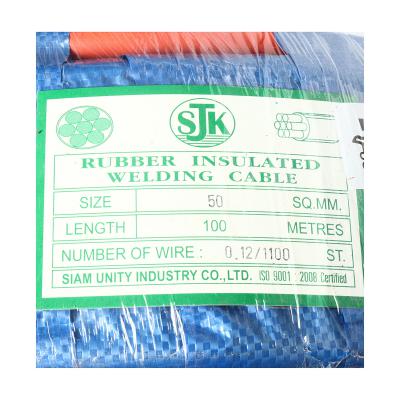 SJK
RUBBER INSULATED
WELDING CABLE
SIZE 50 SQ.MM.
LENGTH 100 METRES
NUMBER OF WIRE : 0.12/1100 ST.
SIAM UNITY INDUSTRY CO.,LTD. ISO 9001 : 2008 Certified